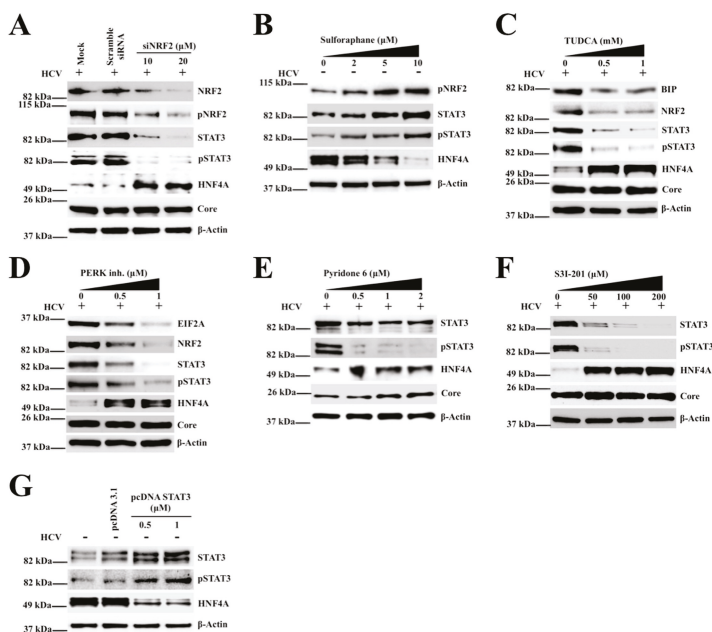 A
Mock
Scramble siRNA
siNRF2 (µM)
10 20
HCV + + + +
82 kDa NRF2
115 kDa
pNRF2
82 kDa STAT3
82 kDa pSTAT3
49 kDa HNF4A
26 kDa
Core
37 kDa β-Actin
B
Sulforaphane (µM)
0 2 5 10
HCV - - - -
115 kDa
pNRF2
82 kDa STAT3
82 kDa pSTAT3
49 kDa HNF4A
37 kDa β-Actin
C
TUDCA (mM)
0 0.5 1
HCV + + +
82 kDa BIP
82 kDa NRF2
82 kDa STAT3
82 kDa pSTAT3
49 kDa HNF4A
26 kDa
Core
37 kDa β-Actin
D
PERK inh. (µM)
0 0.5 1
HCV + + +
37 kDa
EIF2A
82 kDa NRF2
82 kDa STAT3
82 kDa pSTAT3
49 kDa HNF4A
26 kDa
Core
37 kDa β-Actin
E
Pyridone 6 (µM)
0 0.5 1 2
HCV + + + +
82 kDa STAT3
82 kDa pSTAT3
49 kDa HNF4A
26 kDa Core
37 kDa β-Actin
F
S3I-201 (µM)
0 50 100 200
HCV + + + +
82 kDa STAT3
82 kDa pSTAT3
49 kDa HNF4A
26 kDa
Core
37 kDa β-Actin
G
pcDNA 3.1
pcDNA STAT3
(µM)
0.5 1
HCV - - - -
82 kDa STAT3
82 kDa pSTAT3
49 kDa HNF4A
37 kDa β-Actin